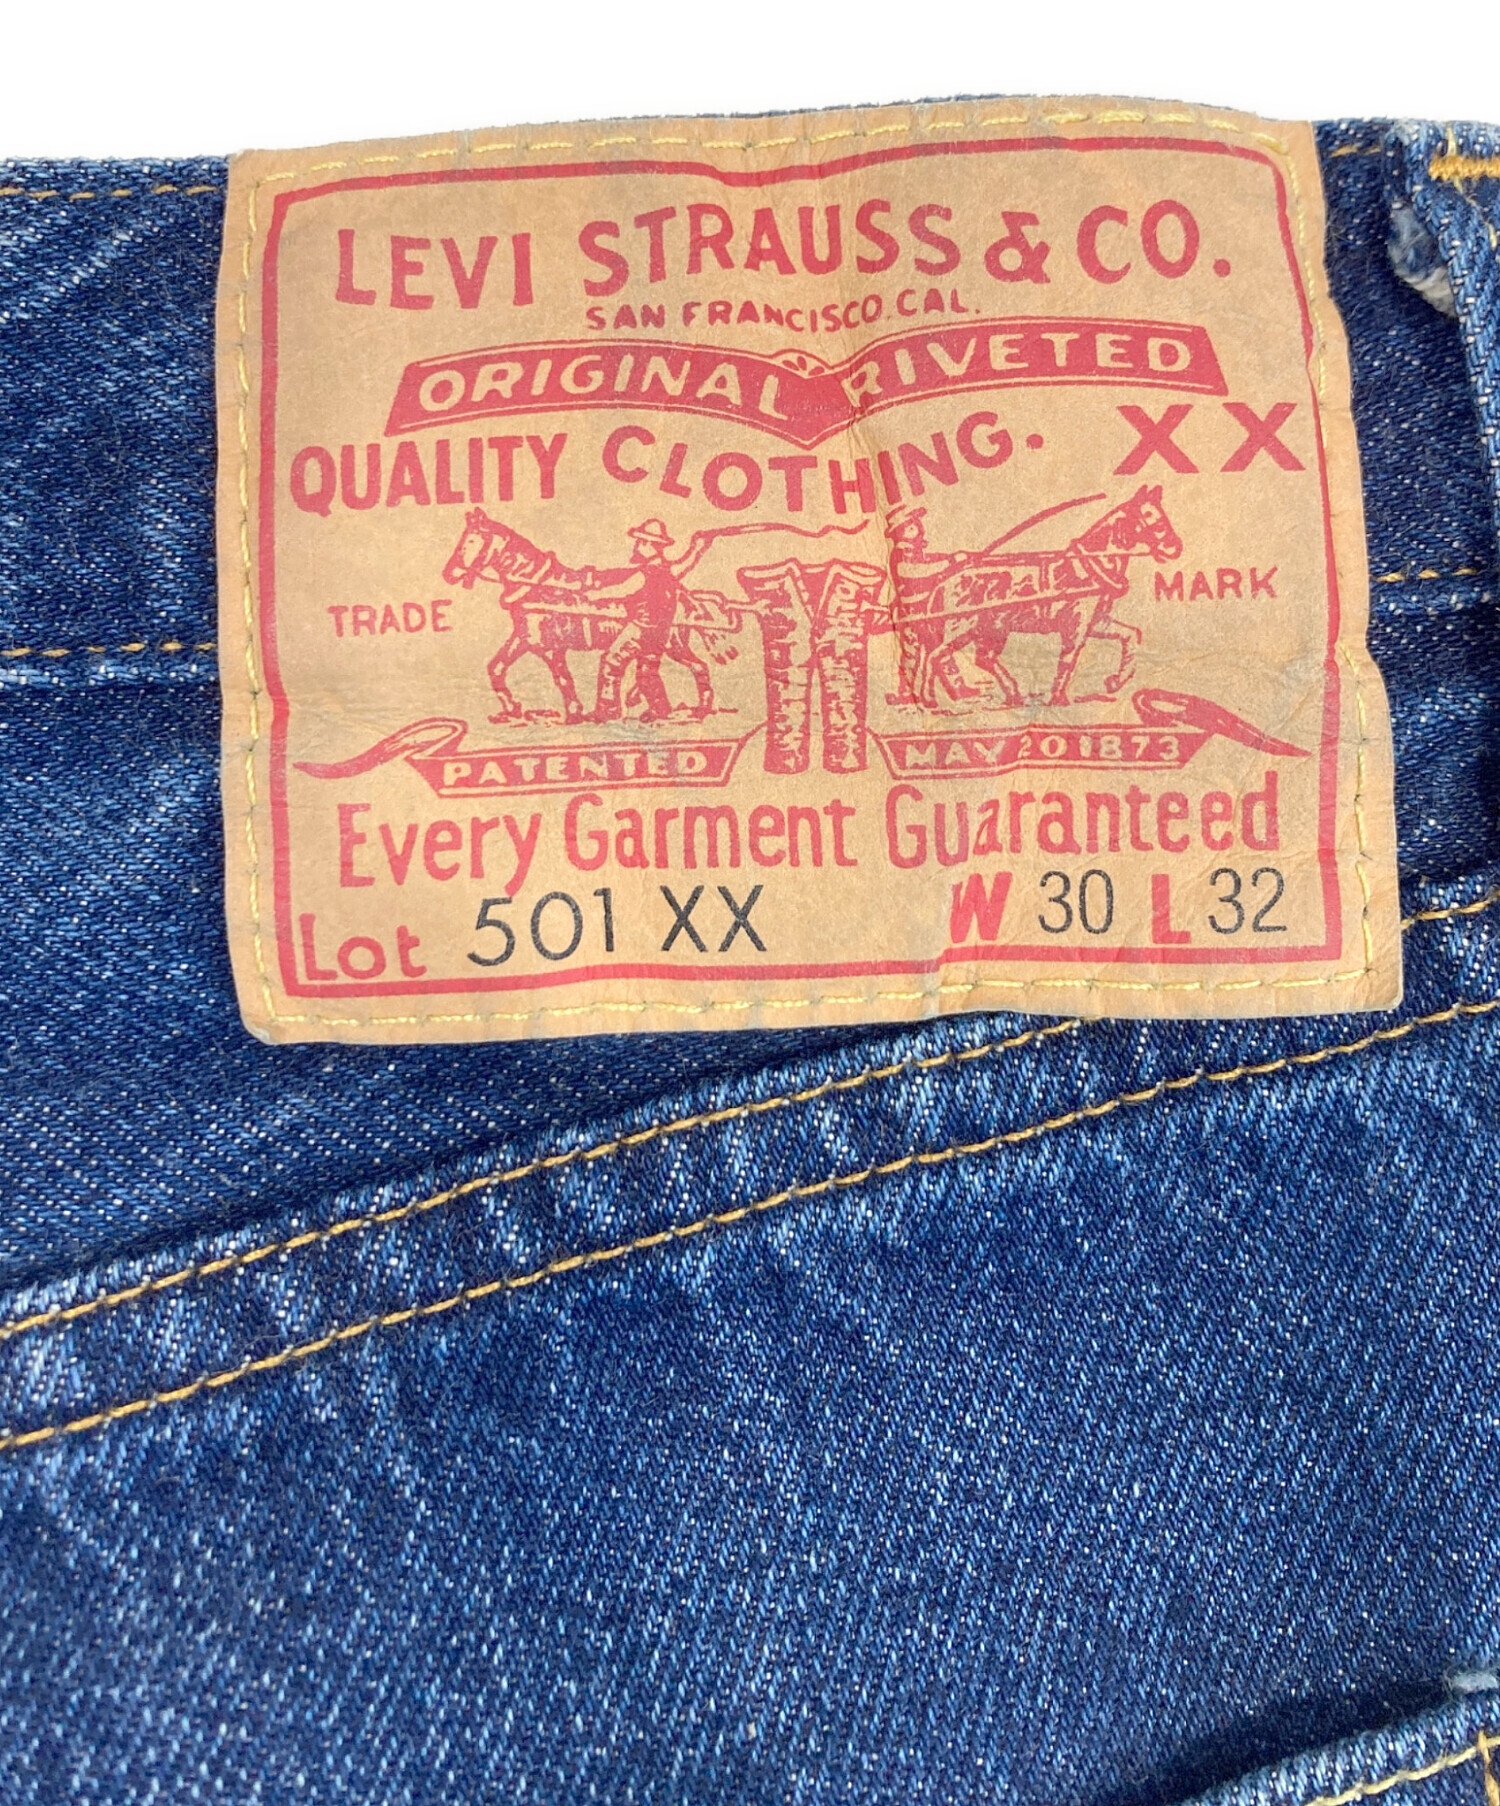 LEVI STRAUSS & CO.
SAN FRANCISCO. CAL.
ORIGINAL RIVETED
QUALITY CLOTHING. XX
TRADE MARK
PATENTED MAY 20 1873
Every Garment Guaranteed
Lot 501 XX W 30 L 32